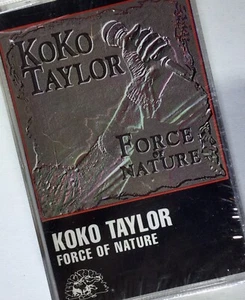 KOKO
TAYLOR
FORCE
OF
NATURE
KOKO TAYLOR
FORCE OF NATURE